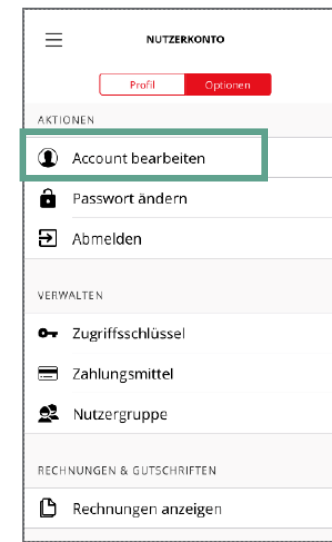 NUTZERKONTO
Profil Optionen
AKTIONEN
Account bearbeiten
Passwort ändern
Abmelden
VERWALTEN
Zugriffsschlüssel
Zahlungsmittel
Nutzergruppe
RECHNUNGEN & GUTSCHRIFTEN
Rechnungen anzeigen